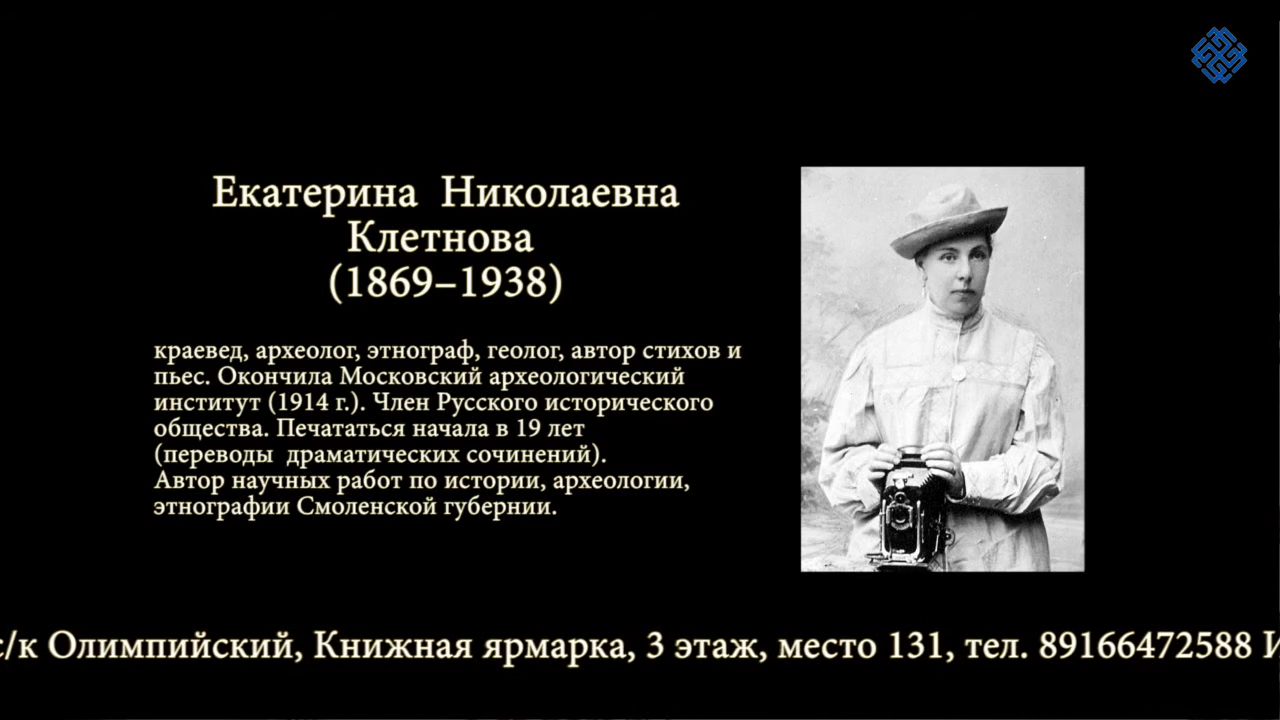 Екатерина Николаевна
Клетнова
(1869–1938)
краевед, археолог, этнограф, геолог, автор стихов и
пьес. Окончила Московский археологический
институт (1914 г.). Член Русского исторического
общества. Печататься начала в 19 лет
(переводы драматических сочинений).
Автор научных работ по истории, археологии,
этнографии Смоленской губернии.
с/к Олимпийский, Книжная ярмарка, 3 этаж, место 131, тел. 89166472588